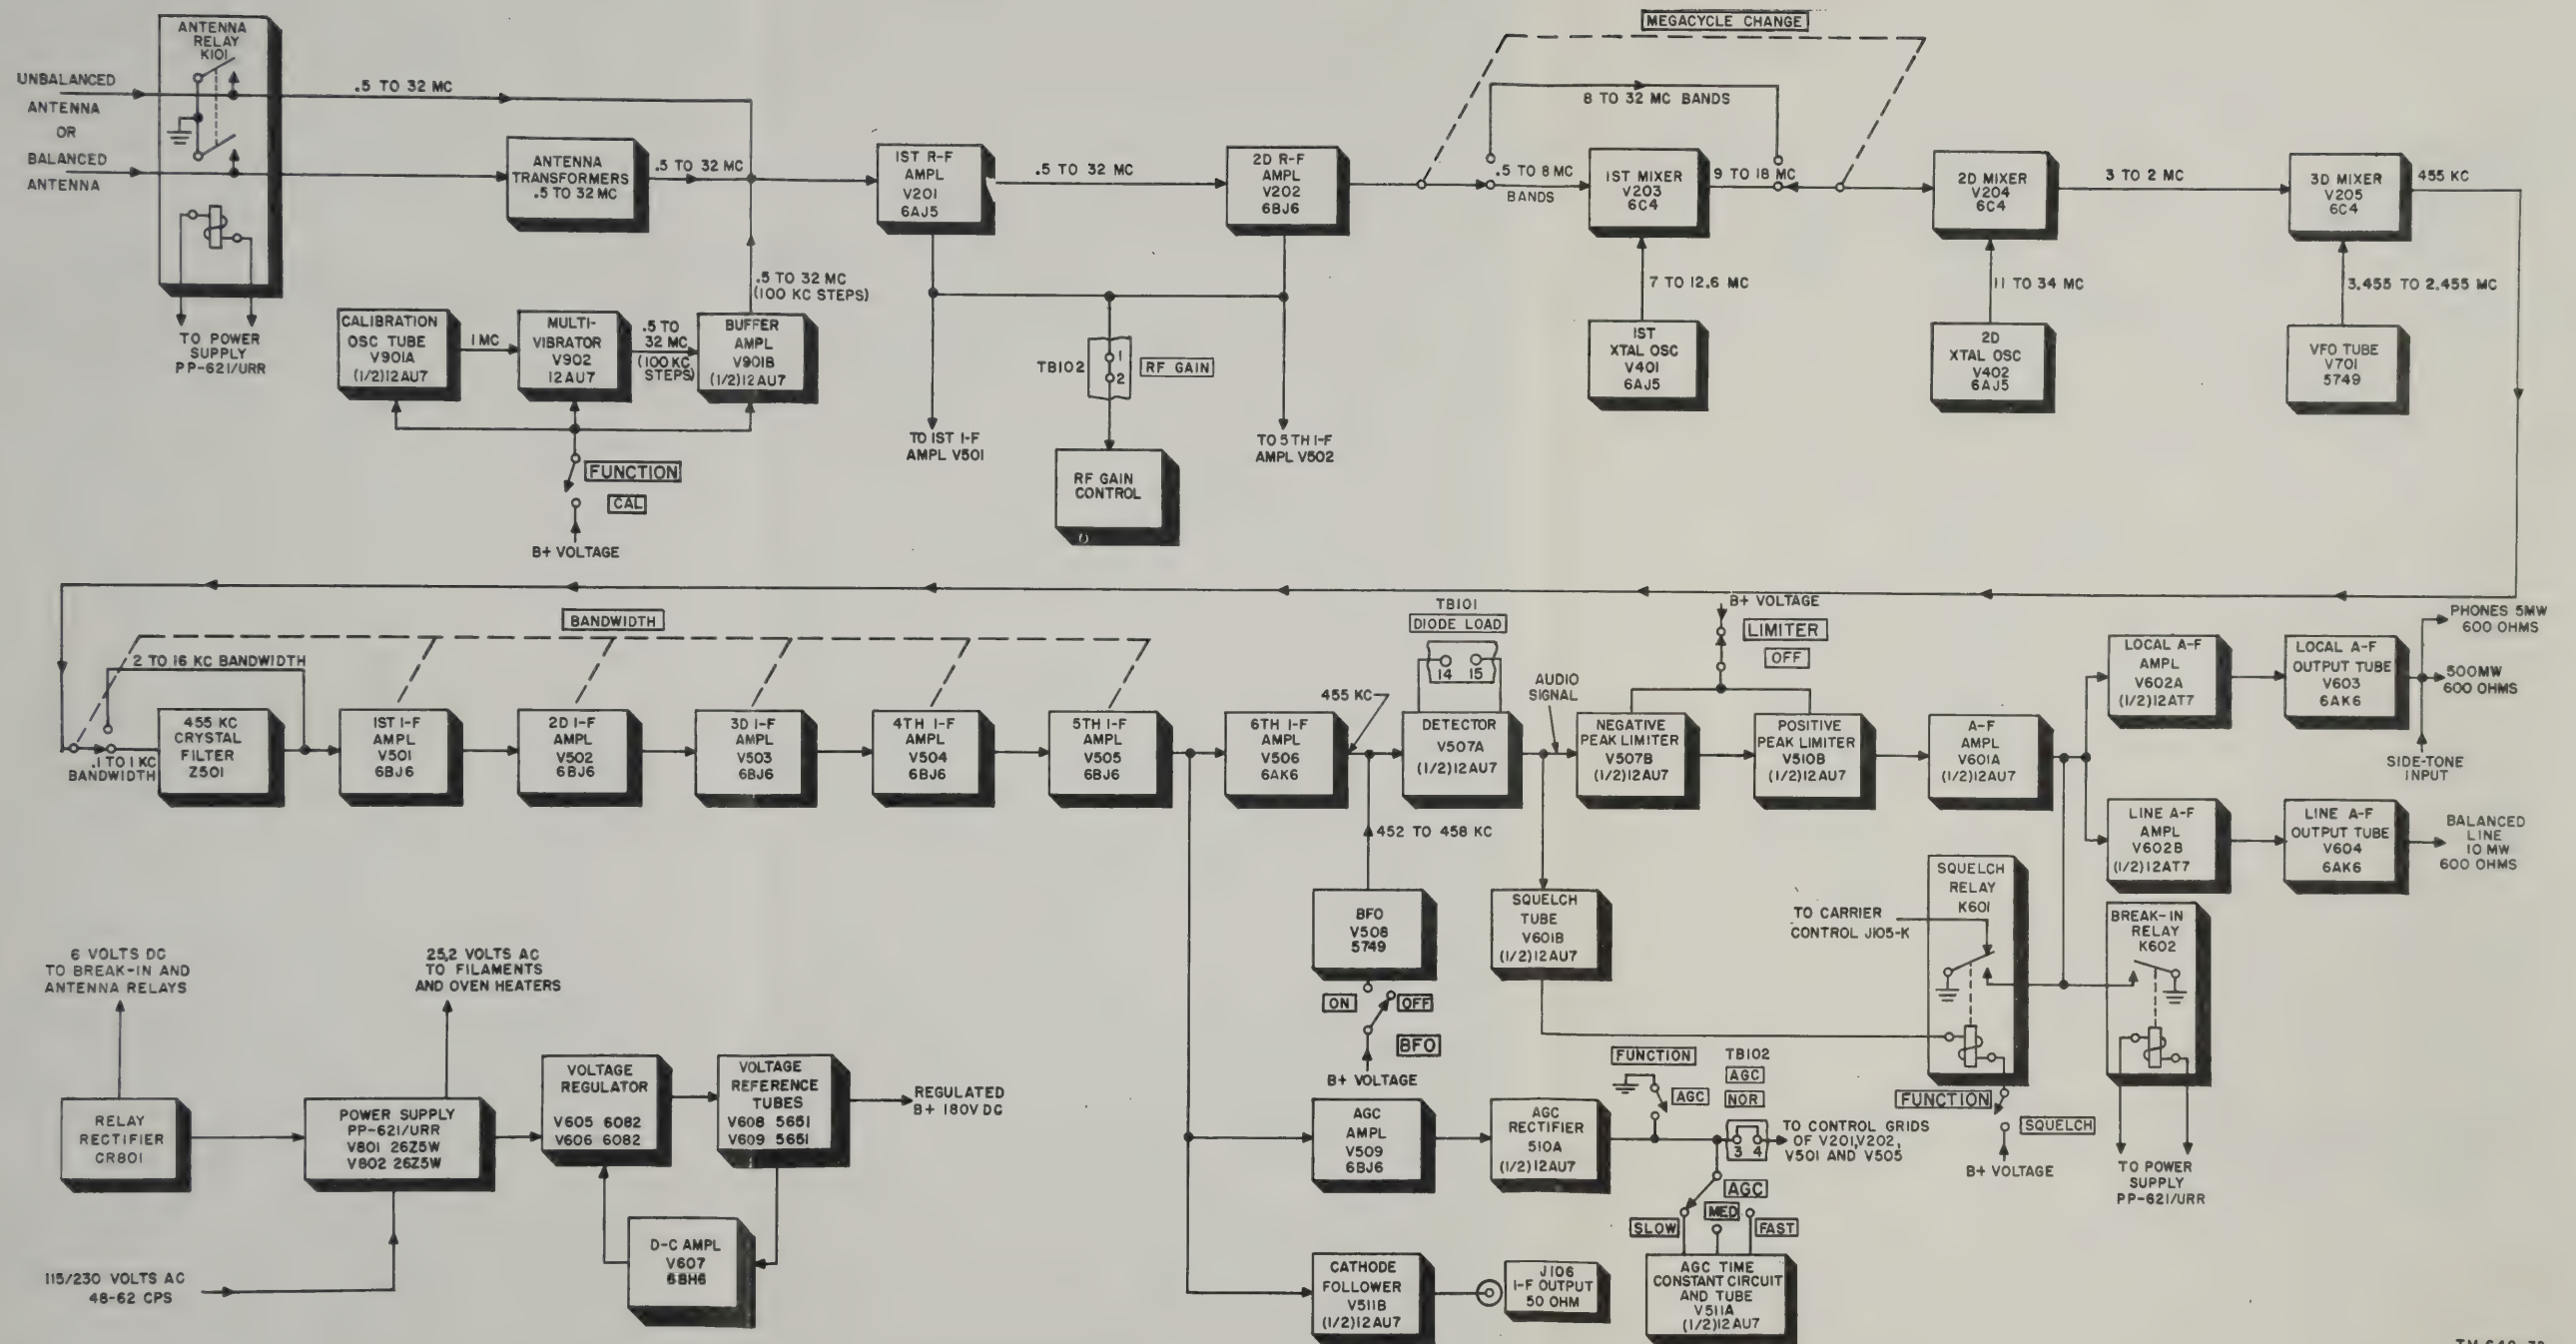 MEGACYCLE CHANGE
ANTENNA
RELAY
K101
UNBALANCED
ANTENNA
OR
BALANCED
ANTENNA
.5 TO 32 MC
ANTENNA
TRANSFORMERS
.5 TO 32 MC
.5 TO 32 MC
1ST R-F
AMPL
V201
6AJ5
.5 TO 32 MC
2D R-F
AMPL
V202
6BJ6
8 TO 32 MC BANDS
.5 TO 8 MC
BANDS
1ST MIXER
V203
6C4
9 TO 18 MC
2D MIXER
V204
6C4
3 TO 2 MC
3D MIXER
V205
6C4
455 KC
TO POWER
SUPPLY
PP-621/URR
CALIBRATION
OSC TUBE
V901A
(1/2)12AU7
1 MC
MULTI-
VIBRATOR
V902
12AU7
.5 TO
32 MC
(100 KC
STEPS)
BUFFER
AMPL
V901B
(1/2)12AU7
.5 TO 32 MC
(100 KC STEPS)
FUNCTION
CAL
B+ VOLTAGE
TO 1ST I-F
AMPL V501
TB102
1
2
RF GAIN
RF GAIN
CONTROL
TO 5TH I-F
AMPL V502
7 TO 12.6 MC
1ST
XTAL OSC
V401
6AJ5
11 TO 34 MC
2D
XTAL OSC
V402
6AJ5
3.455 TO 2.455 MC
VFO TUBE
V701
5749
BANDWIDTH
2 TO 16 KC BANDWIDTH
.1 TO 1 KC
BANDWIDTH
455 KC
CRYSTAL
FILTER
Z501
1ST I-F
AMPL
V501
6BJ6
2D I-F
AMPL
V502
6BJ6
3D I-F
AMPL
V503
6BJ6
4TH I-F
AMPL
V504
6BJ6
5TH I-F
AMPL
V505
6BJ6
6TH I-F
AMPL
V506
6AK6
455 KC
TB101
DIODE LOAD
14 15
DETECTOR
V507A
(1/2)12AU7
AUDIO
SIGNAL
B+ VOLTAGE
LIMITER
OFF
NEGATIVE
PEAK LIMITER
V507B
(1/2)12AU7
POSITIVE
PEAK LIMITER
V510B
(1/2)12AU7
A-F
AMPL
V601A
(1/2)12AU7
LOCAL A-F
AMPL
V602A
(1/2)12AT7
LOCAL A-F
OUTPUT TUBE
V603
6AK6
PHONES 5MW
600 OHMS
500MW
600 OHMS
SIDE-TONE
INPUT
LINE A-F
AMPL
V602B
(1/2)12AT7
LINE A-F
OUTPUT TUBE
V604
6AK6
BALANCED
LINE
10 MW
600 OHMS
452 TO 458 KC
BFO
V508
5749
ON
OFF
BFO
B+ VOLTAGE
SQUELCH
TUBE
V601B
(1/2)12AU7
TO CARRIER
CONTROL J105-K
SQUELCH
RELAY
K601
BREAK-IN
RELAY
K602
FUNCTION
SQUELCH
B+ VOLTAGE
TO POWER
SUPPLY
PP-621/URR
6 VOLTS DC
TO BREAK-IN AND
ANTENNA RELAYS
25.2 VOLTS AC
TO FILAMENTS
AND OVEN HEATERS
RELAY
RECTIFIER
CR801
POWER SUPPLY
PP-621/URR
V801 26Z5W
V802 26Z5W
VOLTAGE
REGULATOR
V605 6082
V606 6082
VOLTAGE
REFERENCE
TUBES
V608 5651
V609 5651
REGULATED
B+ 180V DC
D-C AMPL
V607
6BH6
115/230 VOLTS AC
48-62 CPS
AGC
AMPL
V509
6BJ6
AGC
RECTIFIER
510A
(1/2)12AU7
FUNCTION
AGC
TB102
AGC
NOR
3 4
TO CONTROL GRIDS
OF V201,V202,
V501 AND V505
AGC
SLOW
MED
FAST
AGC TIME
CONSTANT CIRCUIT
AND TUBE
V511A
(1/2)12AU7
CATHODE
FOLLOWER
V511B
(1/2)12AU7
J106
I-F OUTPUT
50 OHM